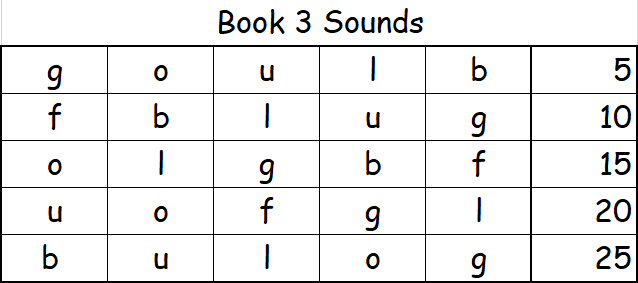 Book 3 Sounds
g o u l b 5
f b l u g 10
o l g b f 15
u o f g l 20
b u l o g 25